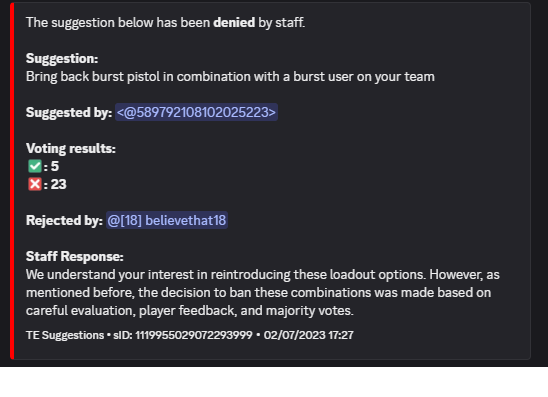 The suggestion below has been denied by staff.
Suggestion:
Bring back burst pistol in combination with a burst user on your team
Suggested by: <@589792108102025223>
Voting results:
✅: 5
❌: 23
Rejected by: @[18] believethat18
Staff Response:
We understand your interest in reintroducing these loadout options. However, as
mentioned before, the decision to ban these combinations was made based on
careful evaluation, player feedback, and majority votes.
TE Suggestions • sID: 1119955029072293999 • 02/07/2023 17:27